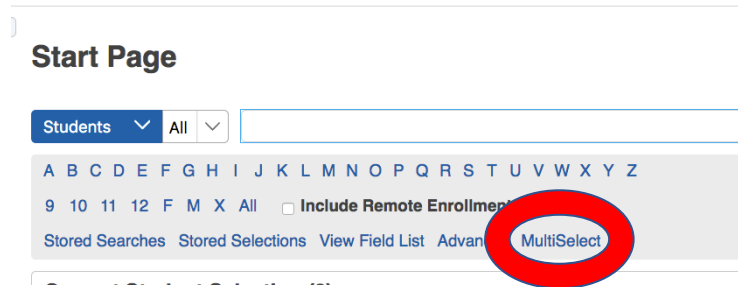 Start Page
Students All
A B C D E F G H I J K L M N O P Q R S T U V W X Y Z
9 10 11 12 F M X All Include Remote
Stored Searches Stored Selections View Field List MultiSelect